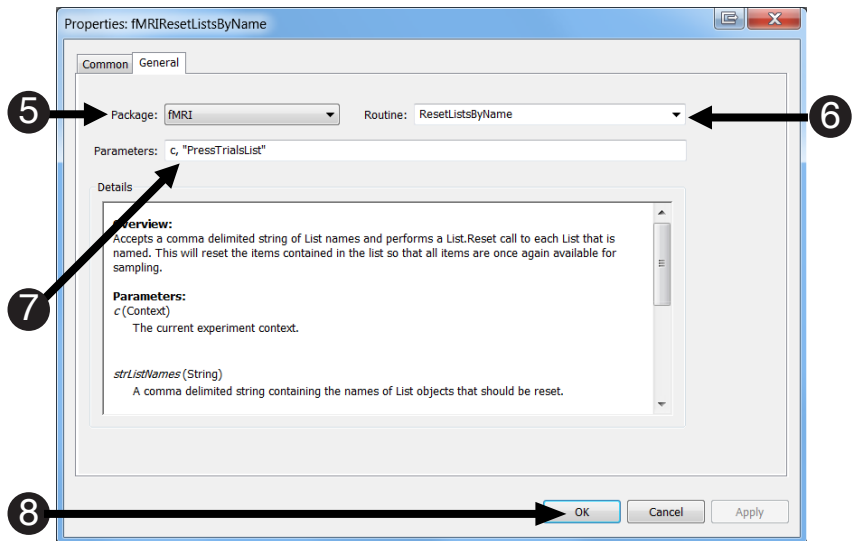 Properties: fMRIResetListsByName
Common General
5 Package: fMRI Routine: ResetListsByName 6
Parameters: c, "PressTrialsList"
Details
Overview:
Accepts a comma delimited string of List names and performs a List.Reset call to each List that is
named. This will reset the items contained in the list so that all items are once again available for
sampling.
Parameters:
7 c (Context)
The current experiment context.
strListNames (String)
A comma delimited string containing the names of List objects that should be reset.
8 OK Cancel Apply